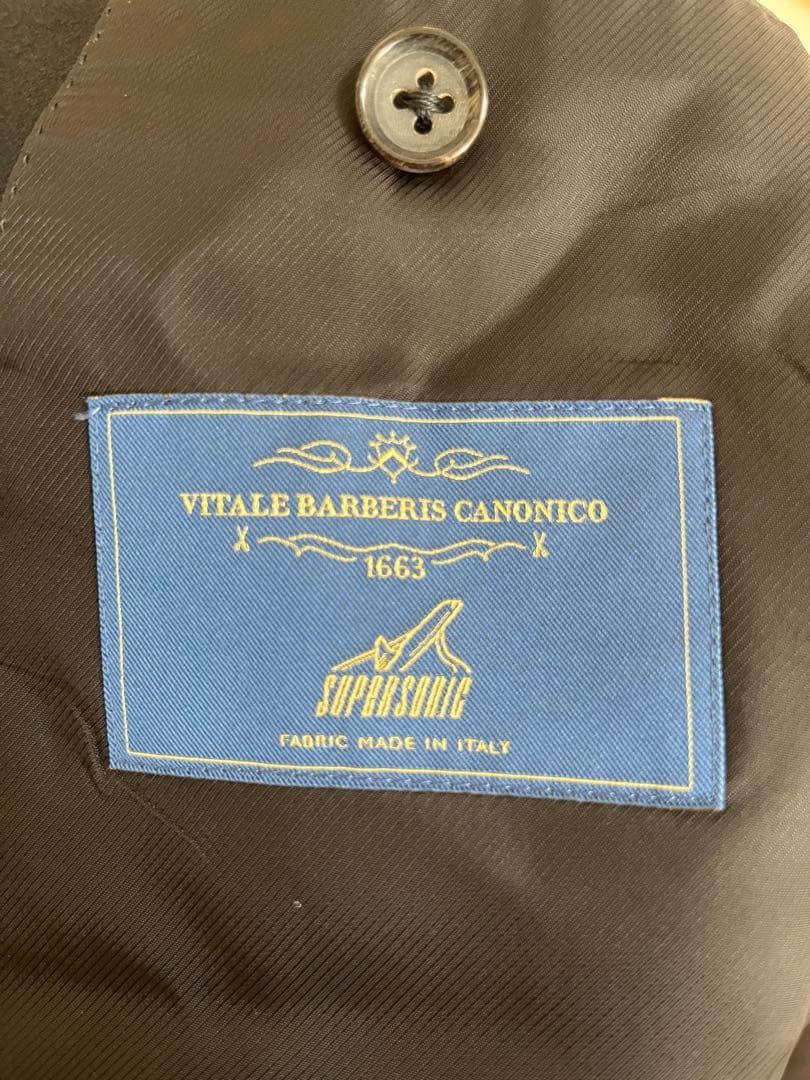 VITALE BARBERIS CANONICO
1663
SUPERSONIC
FABRIC MADE IN ITALY